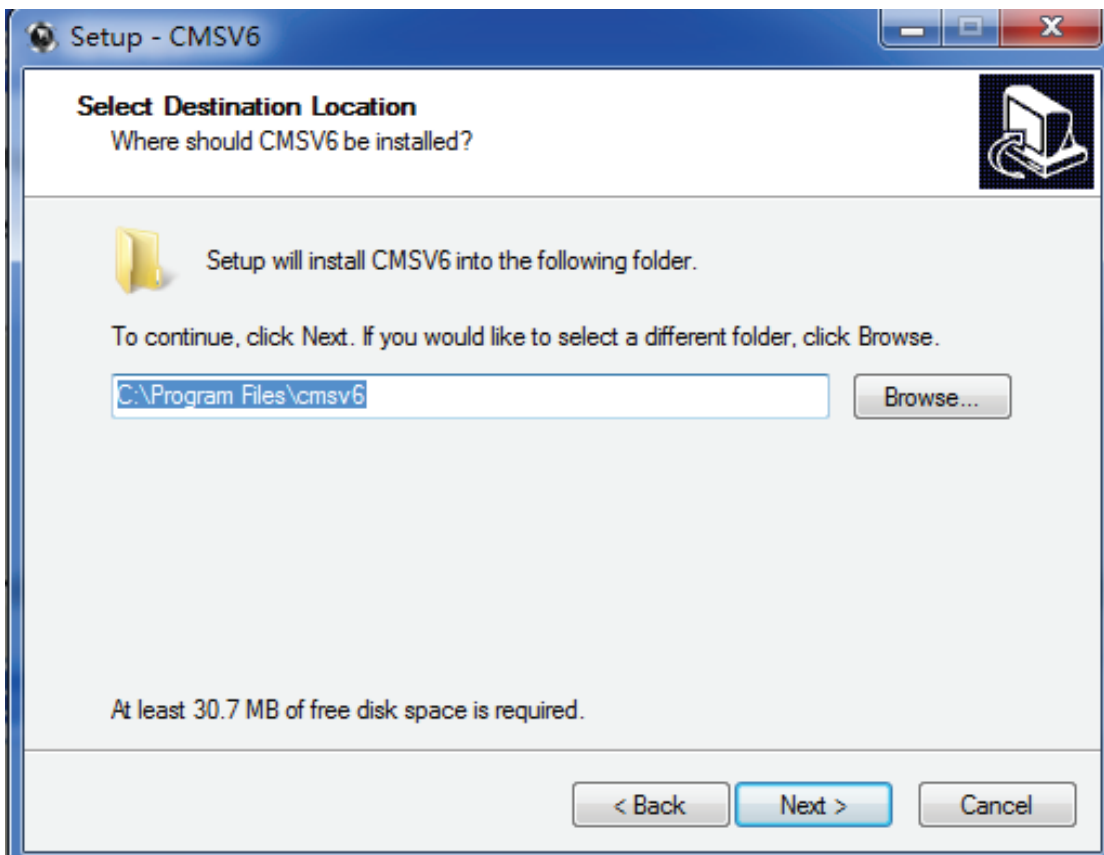 Setup - CMSV6
Select Destination Location
Where should CMSV6 be installed?
Setup will install CMSV6 into the following folder.
To continue, click Next. If you would like to select a different folder, click Browse.
C:\Program Files\cmsv6
Browse...
At least 30.7 MB of free disk space is required.
< Back
Next >
Cancel